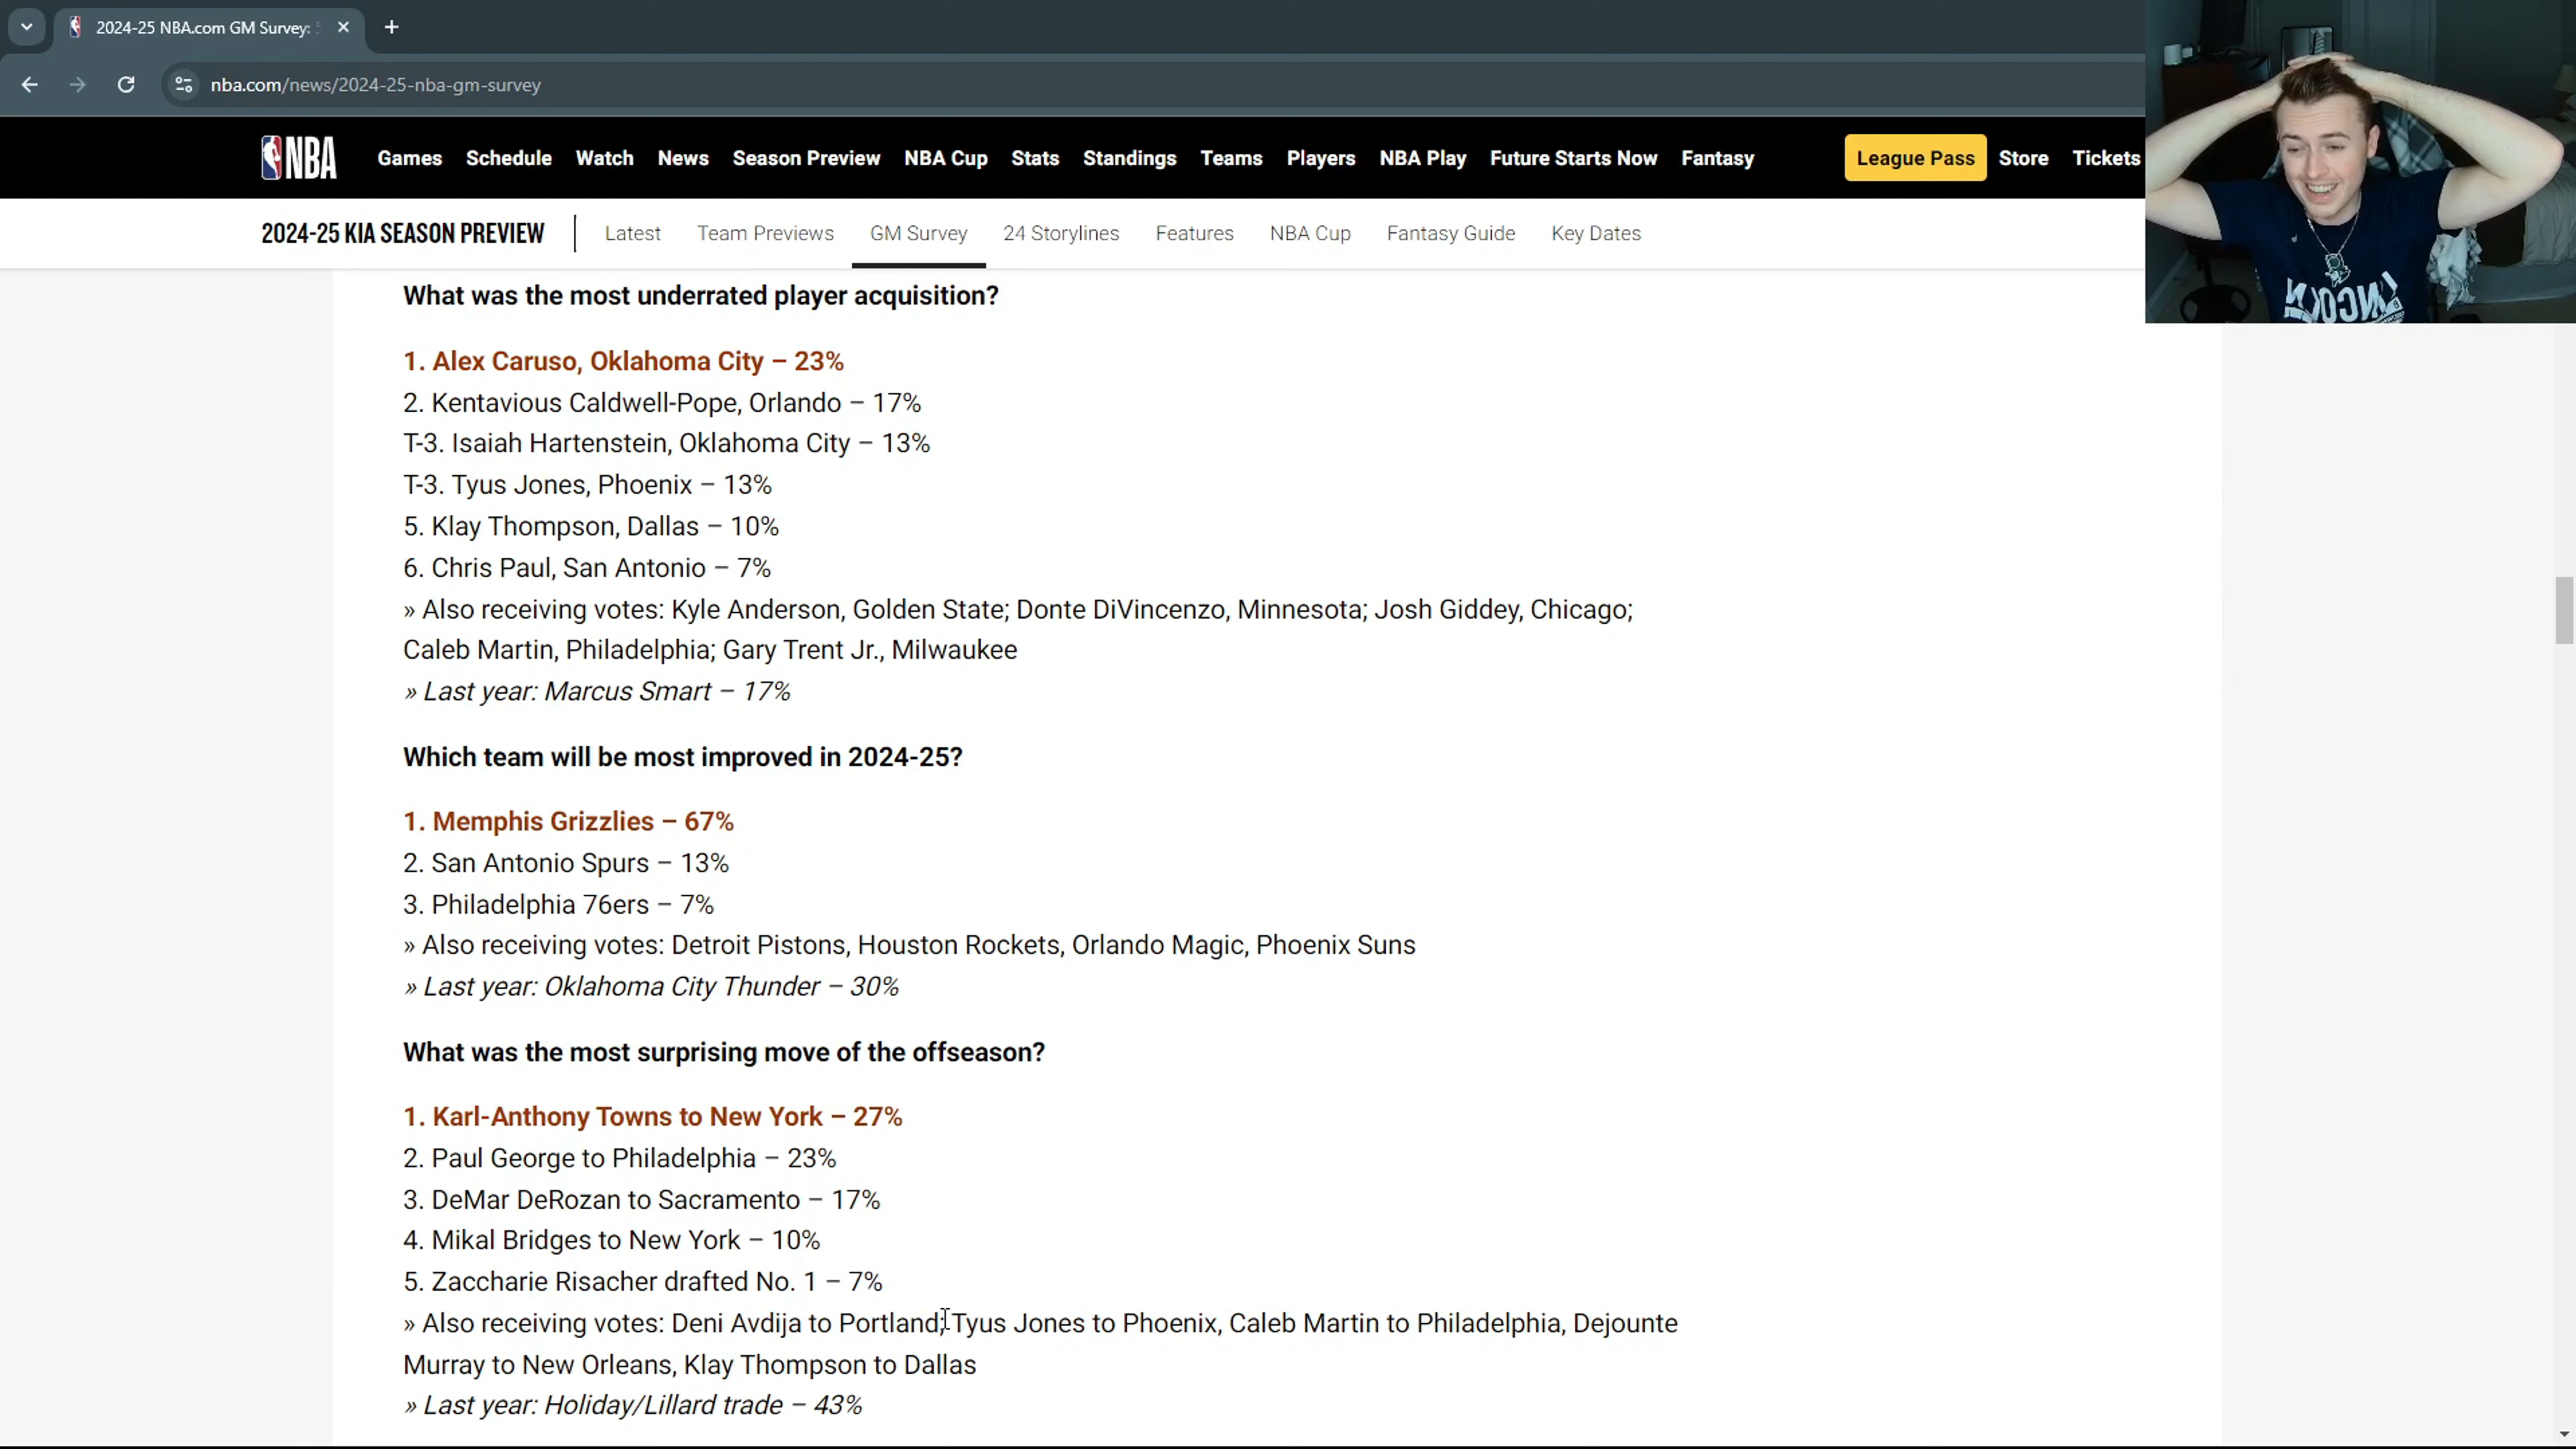 2024-25 NBA.com GM Survey:
nba.com/news/2024-25-nba-gm-survey
NBA Games Schedule Watch News Season Preview NBA Cup Stats Standings Teams Players NBA Play Future Starts Now Fantasy League Pass Store Tickets
2024-25 KIA SEASON PREVIEW Latest Team Previews GM Survey 24 Storylines Features NBA Cup Fantasy Guide Key Dates
LINCOLN
What was the most underrated player acquisition?
1. Alex Caruso, Oklahoma City – 23%
2. Kentavious Caldwell-Pope, Orlando – 17%
T-3. Isaiah Hartenstein, Oklahoma City – 13%
T-3. Tyus Jones, Phoenix – 13%
5. Klay Thompson, Dallas – 10%
6. Chris Paul, San Antonio – 7%
» Also receiving votes: Kyle Anderson, Golden State; Donte DiVincenzo, Minnesota; Josh Giddey, Chicago;
Caleb Martin, Philadelphia; Gary Trent Jr., Milwaukee
» Last year: Marcus Smart – 17%
Which team will be most improved in 2024-25?
1. Memphis Grizzlies – 67%
2. San Antonio Spurs – 13%
3. Philadelphia 76ers – 7%
» Also receiving votes: Detroit Pistons, Houston Rockets, Orlando Magic, Phoenix Suns
» Last year: Oklahoma City Thunder – 30%
What was the most surprising move of the offseason?
1. Karl-Anthony Towns to New York – 27%
2. Paul George to Philadelphia – 23%
3. DeMar DeRozan to Sacramento – 17%
4. Mikal Bridges to New York – 10%
5. Zaccharie Risacher drafted No. 1 – 7%
» Also receiving votes: Deni Avdija to Portland; Tyus Jones to Phoenix, Caleb Martin to Philadelphia, Dejounte
Murray to New Orleans, Klay Thompson to Dallas
» Last year: Holiday/Lillard trade – 43%